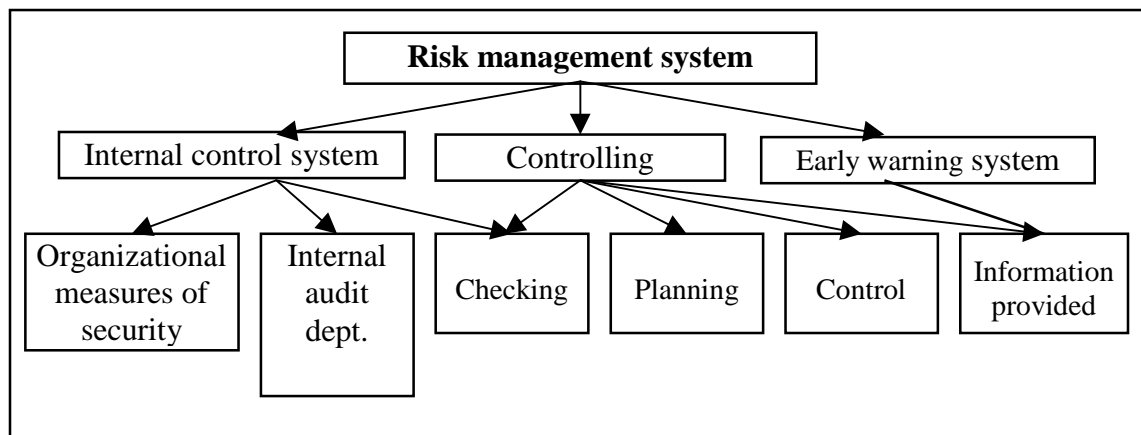 Risk management system
Internal control system
Controlling
Early warning system
Organizational
measures of
security
Internal
audit
dept.
Checking
Planning
Control
Information
provided